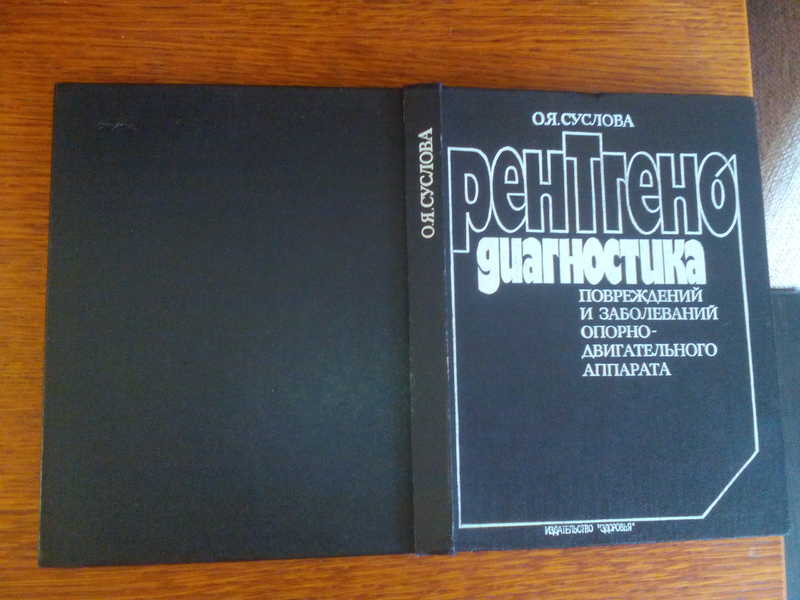 О.Я.СУСЛОВА
О.Я.СУСЛОВА
рентгено
диагностика
ПОВРЕЖДЕНИЙ
И ЗАБОЛЕВАНИЙ
ОПОРНО-
ДВИГАТЕЛЬНОГО
АППАРАТА
ИЗДАТЕЛЬСТВО "ЗДОРОВЬЯ"